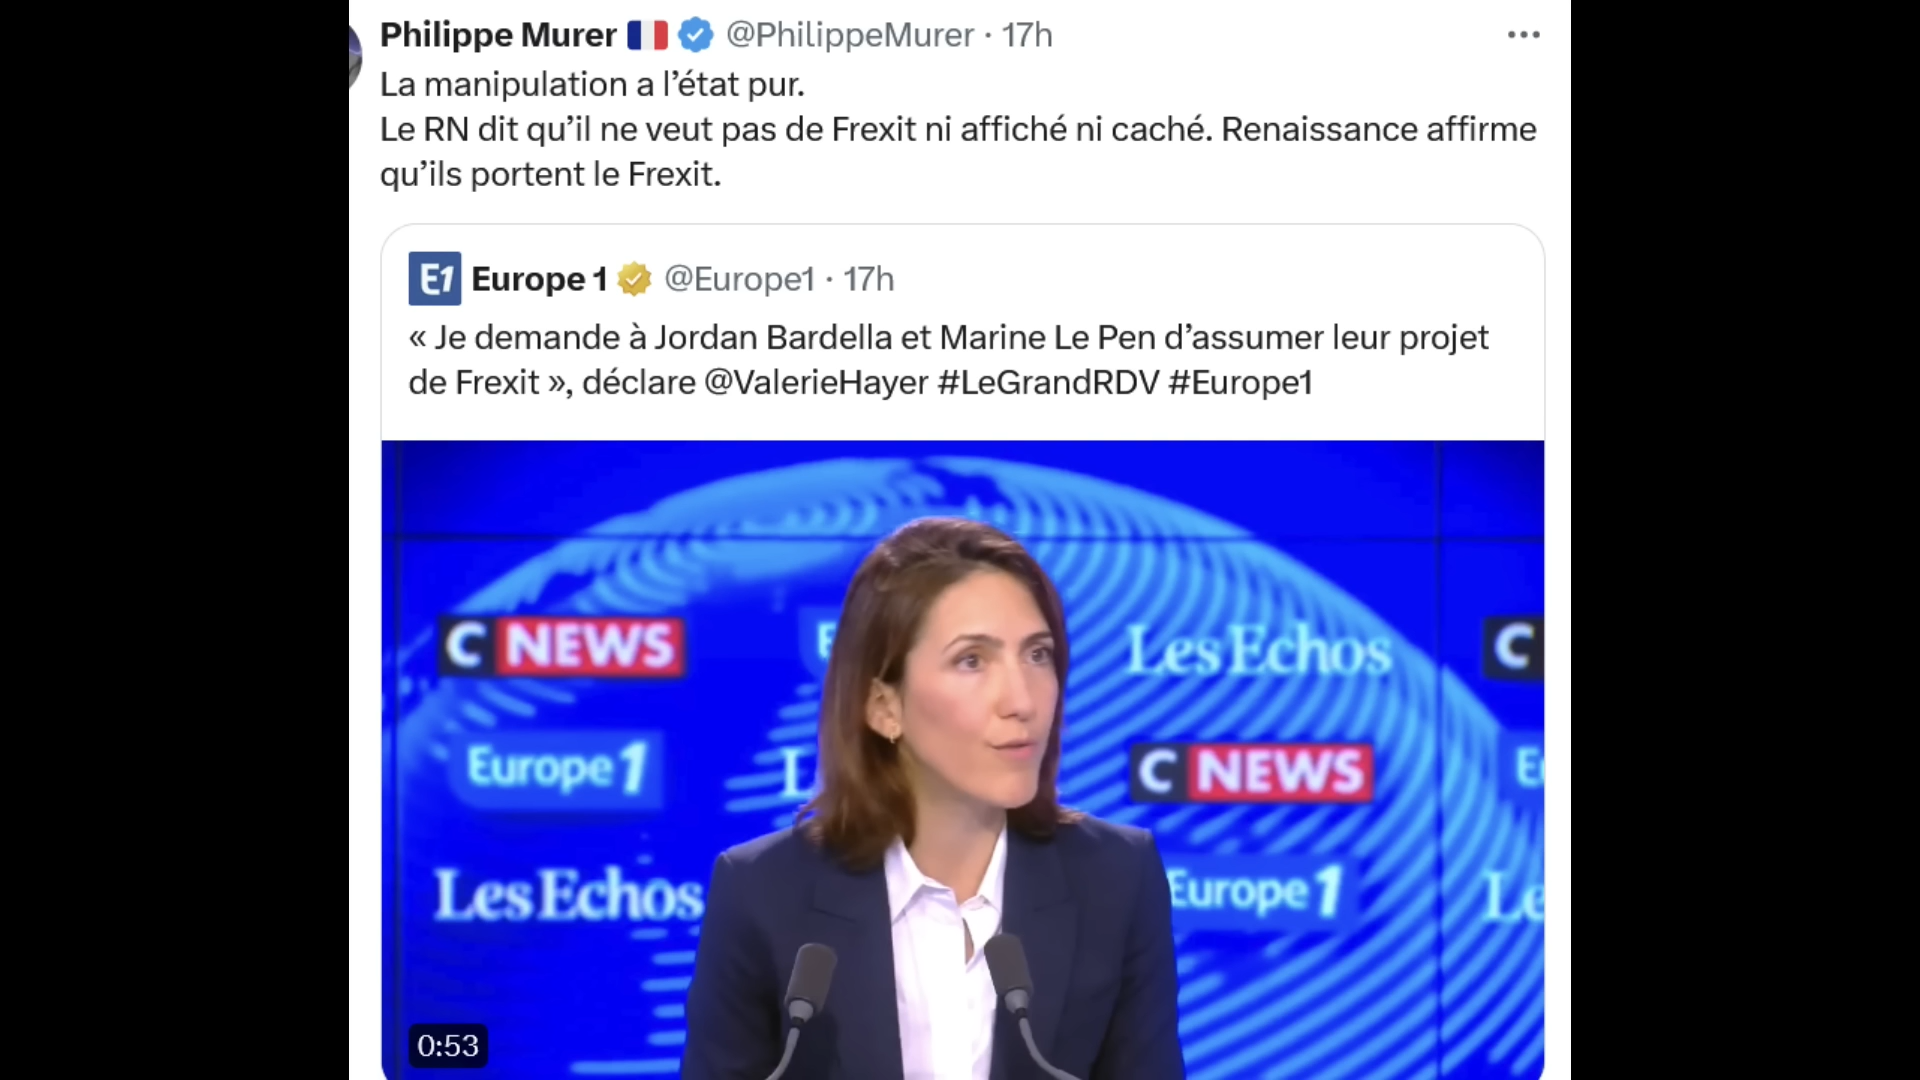 Philippe Murer 🇫🇷 @PhilippeMurer · 17h
La manipulation a l’état pur.
Le RN dit qu’il ne veut pas de Frexit ni affiché ni caché. Renaissance affirme
qu’ils portent le Frexit.
E1 Europe 1 @Europe1 · 17h
« Je demande à Jordan Bardella et Marine Le Pen d’assumer leur projet
de Frexit », déclare @ValerieHayer #LeGrandRDV #Europe1
C NEWS
Les Echos
C
Europe 1
C NEWS
Les Echos
Europe 1
0:53